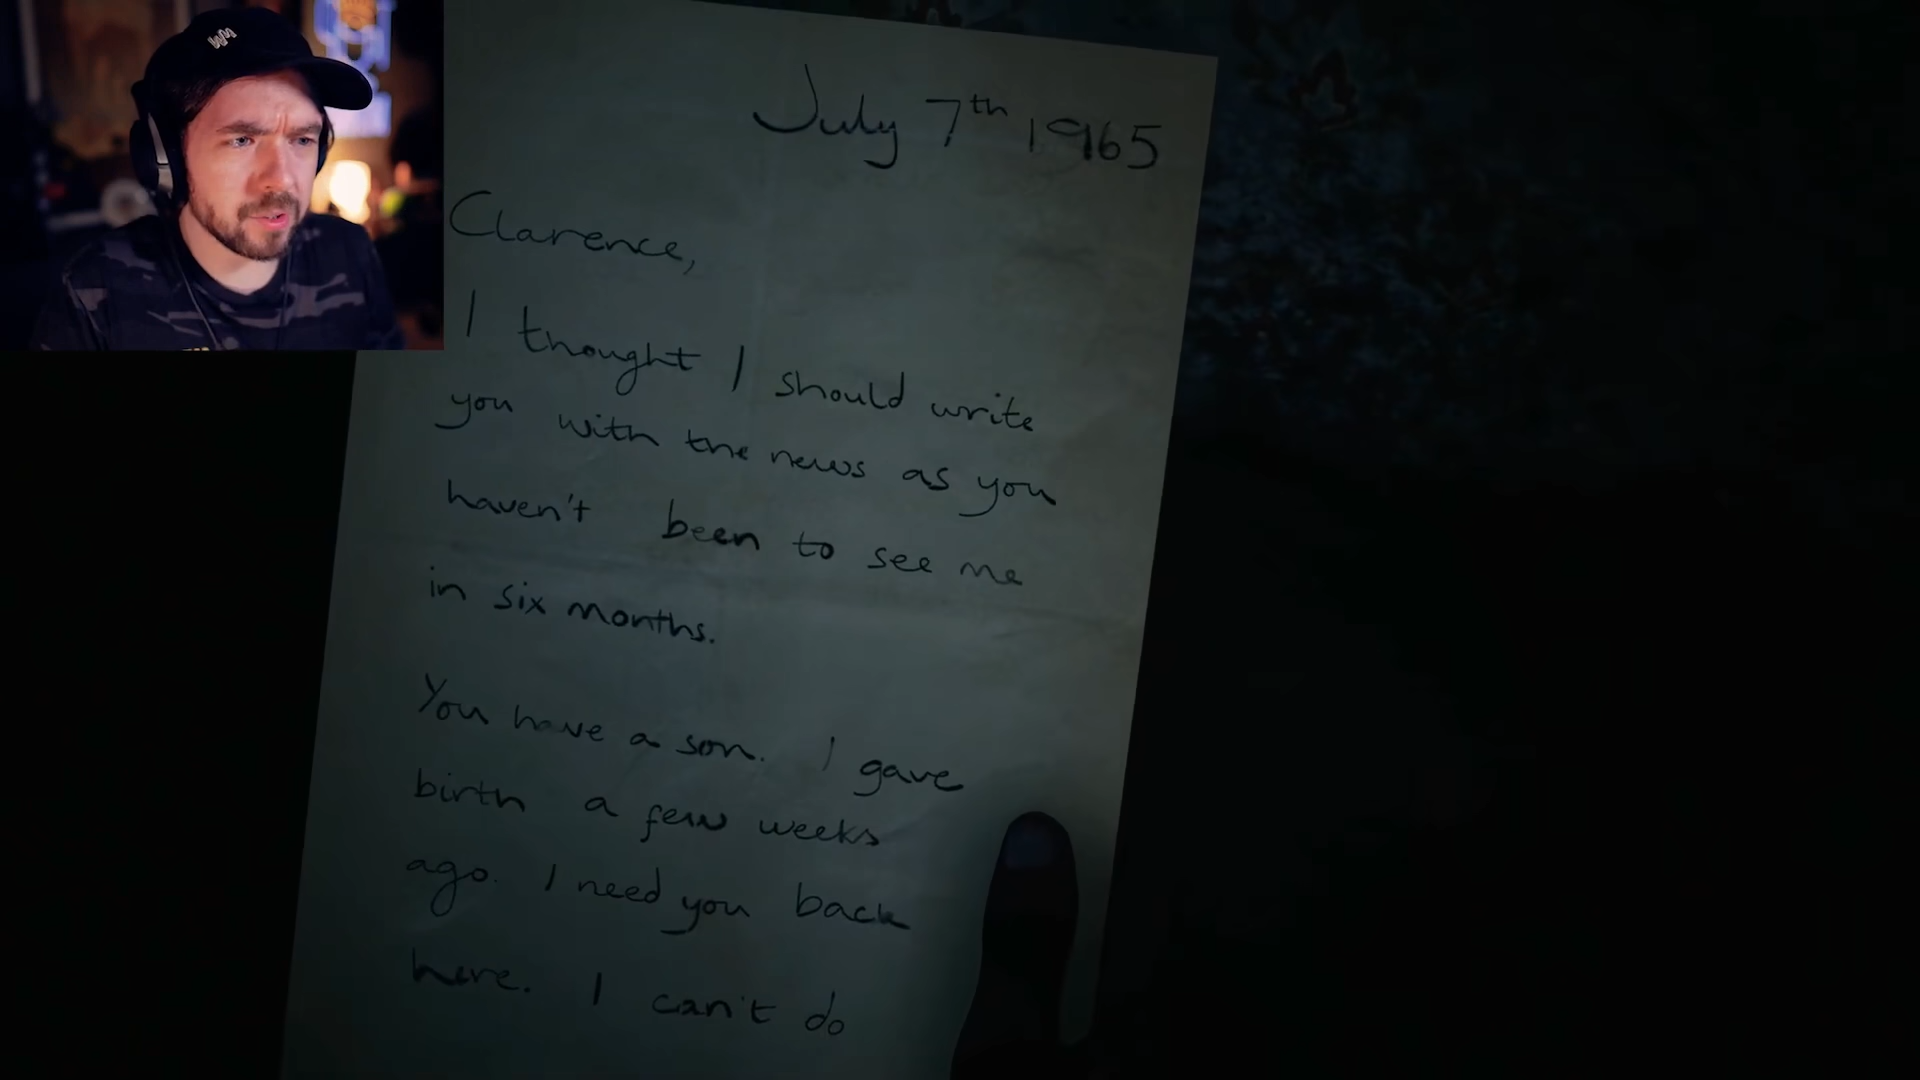 July 7th 1965
Clarence,
I thought I should write
you with the news as you
haven't been to see me
in six months.
You have a son. I gave
birth a few weeks
ago. I need you back
here. I can't do